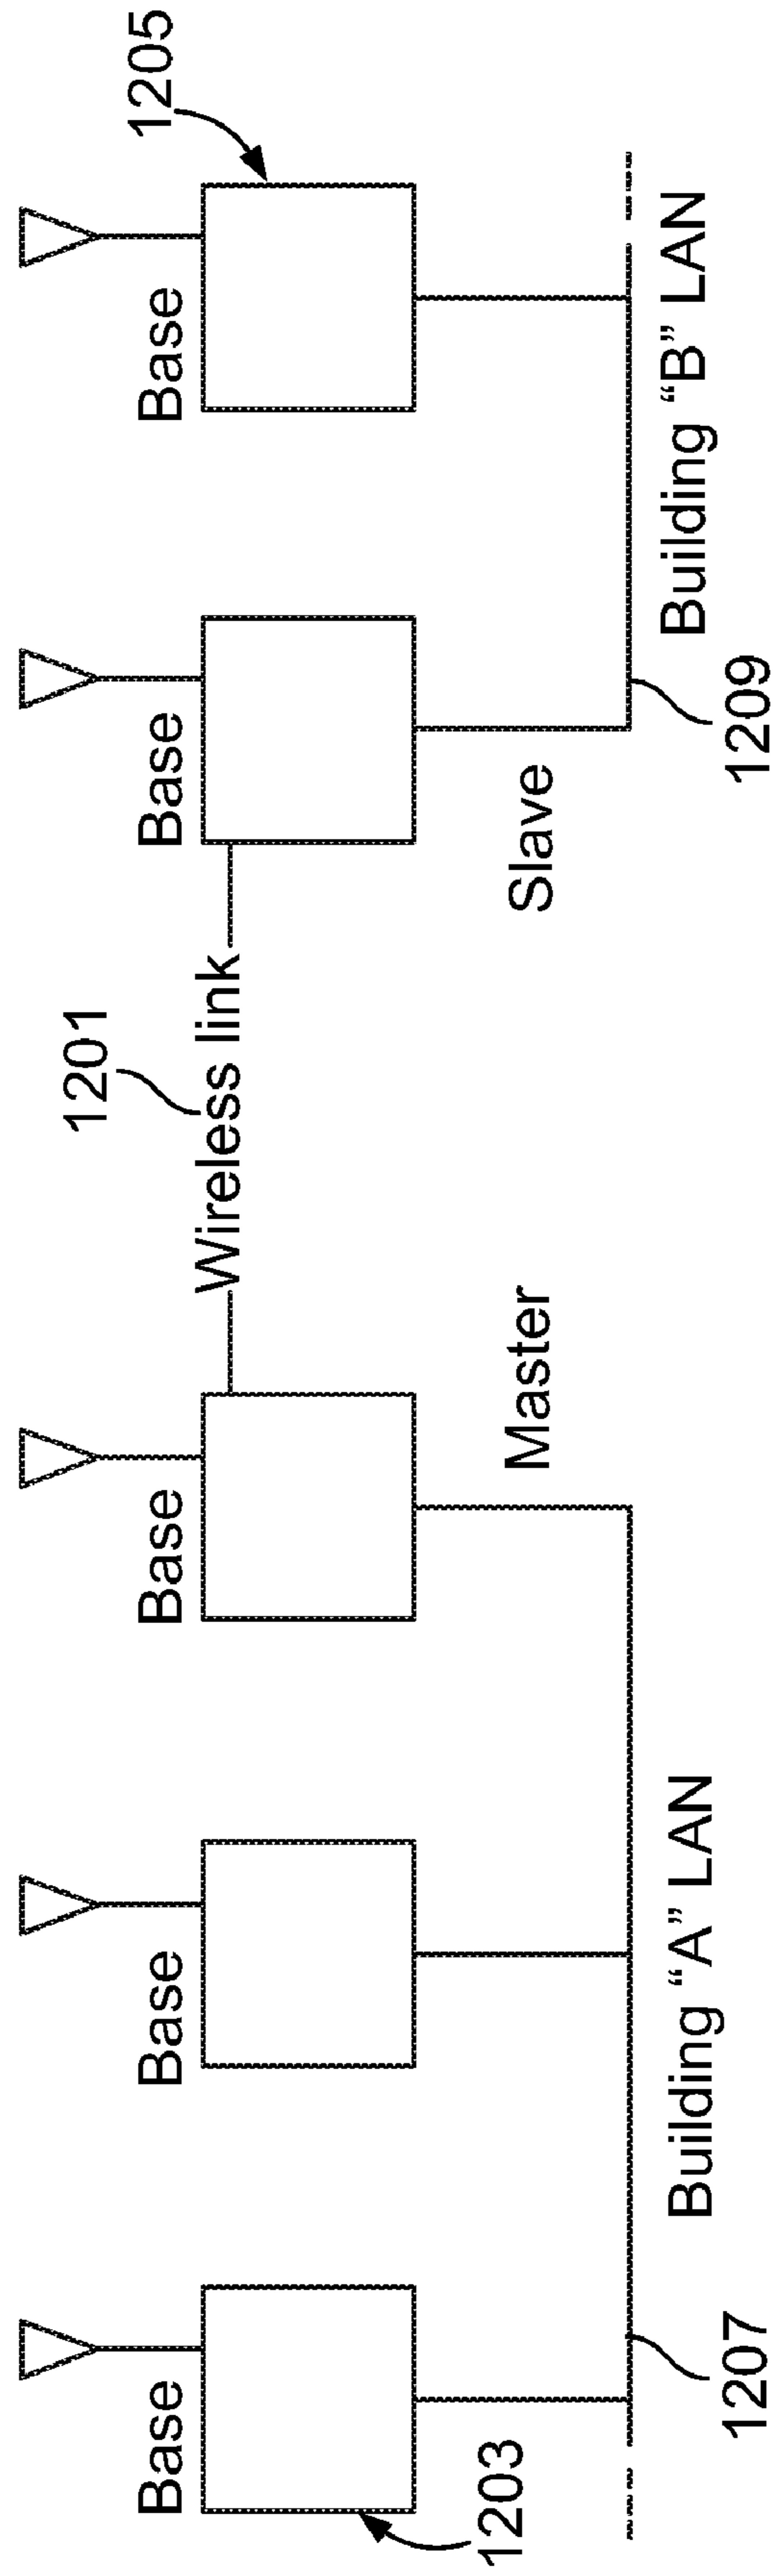 Base
Base
Base
Base
Base
1201
1205
Wireless link
1203
Master
Slave
Building “A” LAN
Building “B” LAN
1207
1209